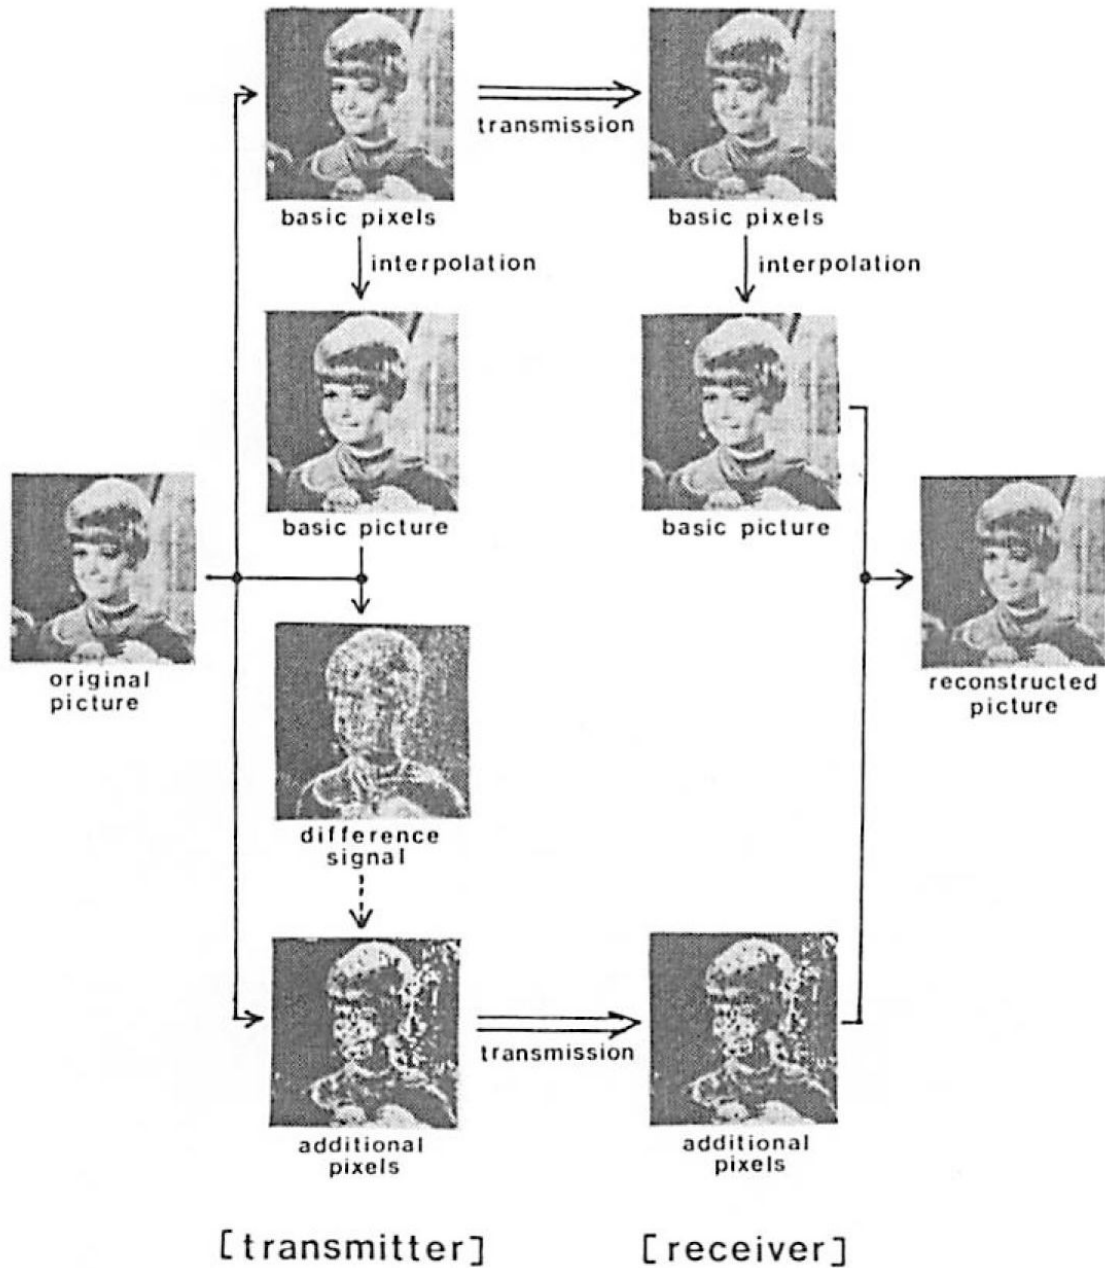 transmission
basic pixels
basic pixels
interpolation
interpolation
basic picture
basic picture
original
picture
reconstructed
picture
difference
signal
transmission
additional
pixels
additional
pixels
[transmitter]
[receiver]